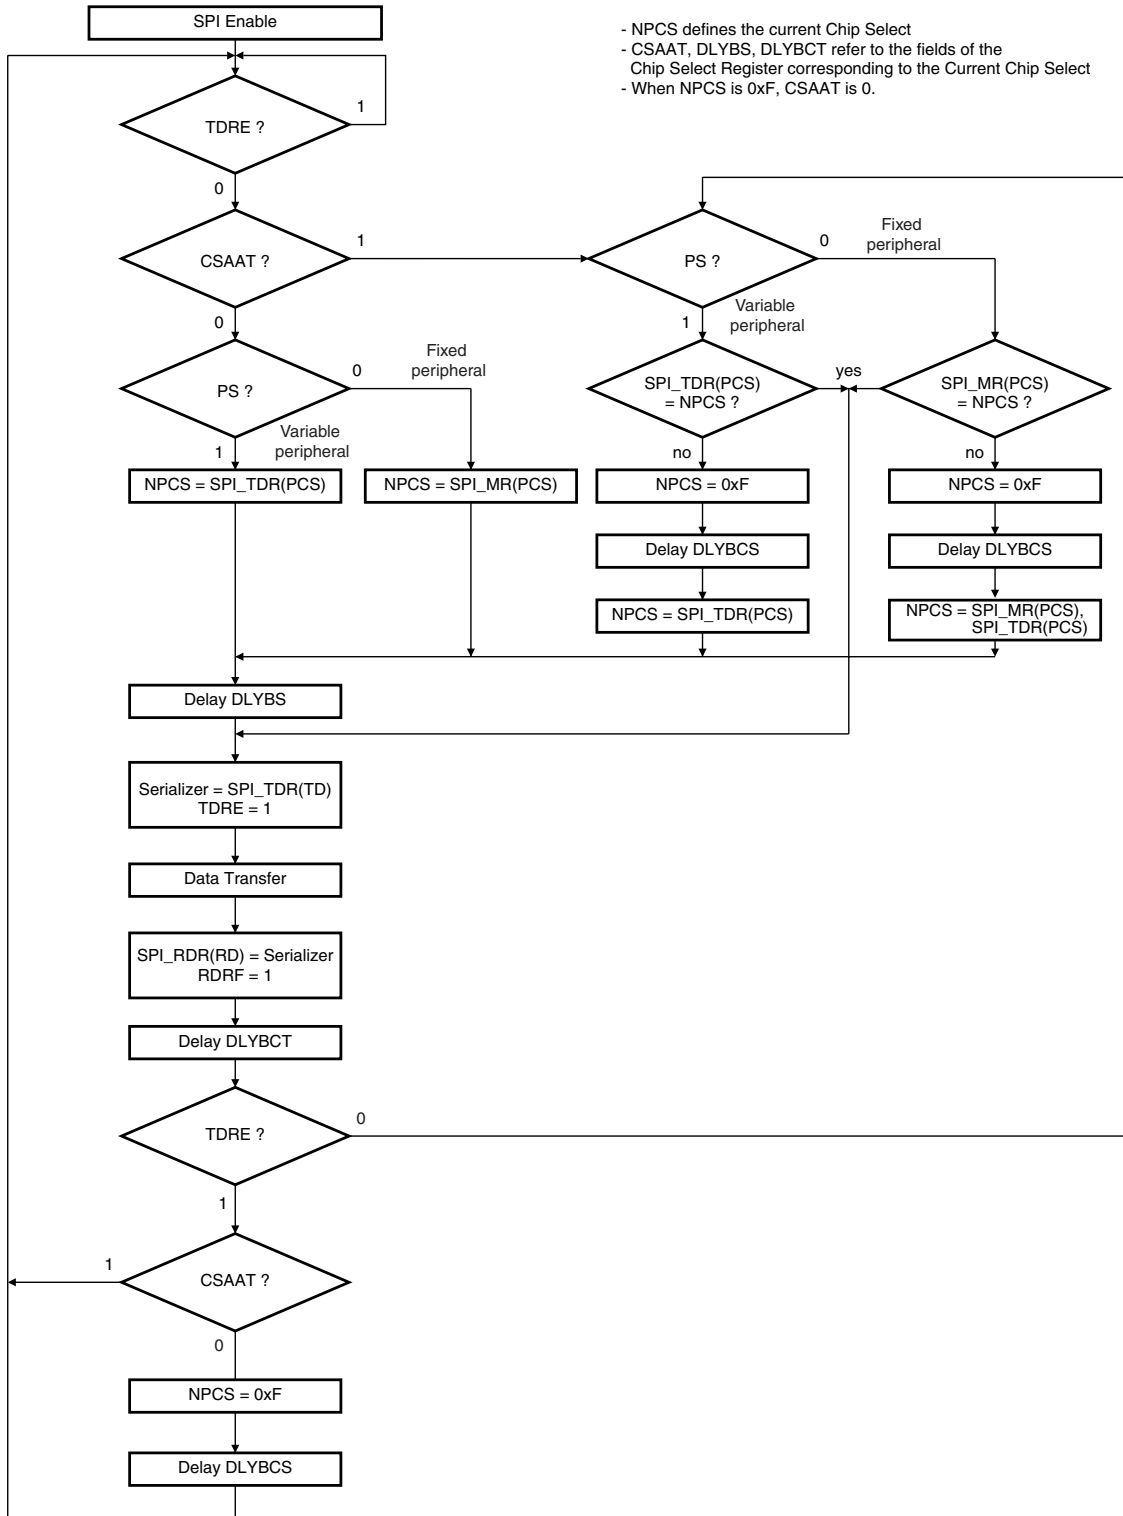 SPI Enable
- NPCS defines the current Chip Select
- CSAAT, DLYBS, DLYBCT refer to the fields of the
Chip Select Register corresponding to the Current Chip Select
- When NPCS is 0xF, CSAAT is 0.
TDRE ?
1
0
CSAAT ?
1
0
PS ?
0
Fixed
peripheral
1
Variable
peripheral
NPCS = SPI_TDR(PCS)
NPCS = SPI_MR(PCS)
PS ?
0
Fixed
peripheral
1
Variable
peripheral
SPI_TDR(PCS)
= NPCS ?
yes
SPI_MR(PCS)
= NPCS ?
no
no
NPCS = 0xF
NPCS = 0xF
Delay DLYBCS
Delay DLYBCS
NPCS = SPI_TDR(PCS)
NPCS = SPI_MR(PCS),
SPI_TDR(PCS)
Delay DLYBS
Serializer = SPI_TDR(TD)
TDRE = 1
Data Transfer
SPI_RDR(RD) = Serializer
RDRF = 1
Delay DLYBCT
TDRE ?
0
1
CSAAT ?
1
0
NPCS = 0xF
Delay DLYBCS